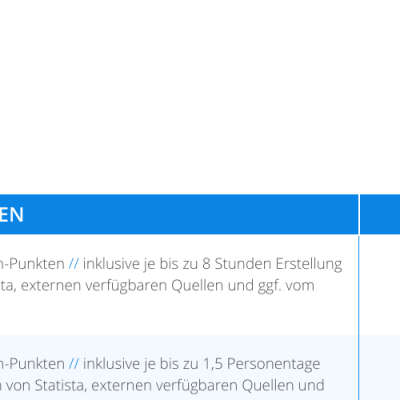 EN
-Punkten // inklusive je bis zu 8 Stunden Erstellung
ta, externen verfügbaren Quellen und ggf. vom
-Punkten // inklusive je bis zu 1,5 Personentage
von Statista, externen verfügbaren Quellen und